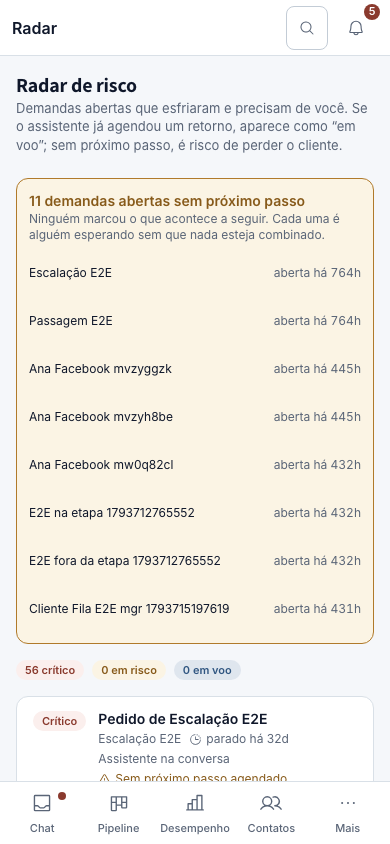 Radar
5
Radar de risco
Demandas abertas que esfriaram e precisam de você. Se
o assistente já agendou um retorno, aparece como “em
voo”; sem próximo passo, é risco de perder o cliente.
11 demandas abertas sem próximo passo
Ninguém marcou o que acontece a seguir. Cada uma é
alguém esperando sem que nada esteja combinado.
Escalação E2E aberta há 764h
Passagem E2E aberta há 764h
Ana Facebook mvzyggzk aberta há 445h
Ana Facebook mvzyh8be aberta há 445h
Ana Facebook mw0q82cl aberta há 432h
E2E na etapa 1793712765552 aberta há 432h
E2E fora da etapa 1793712765552 aberta há 432h
Cliente Fila E2E mgr 1793715197619 aberta há 431h
56 crítico 0 em risco 0 em voo
Crítico Pedido de Escalação E2E
Escalação E2E parado há 32d
Assistente na conversa
Sem próximo passo agendado
Chat Pipeline Desempenho Contatos Mais